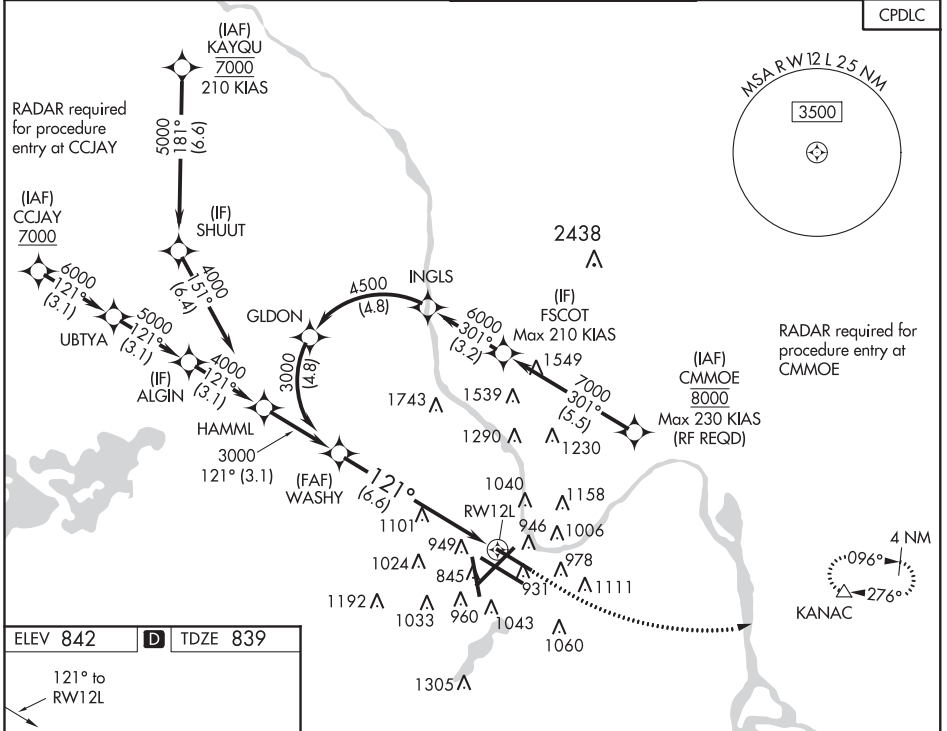 CPDLC
(IAF)
KAYQU
7000
210 KIAS
MSA RW 12 L 25 NM
3500
RADAR required
for procedure
entry at CCJAY
5000
181°
(6.6)
(IAF)
CCJAY
7000
(IF)
SHUUT
2438
6000
121°
(3.1)
UBTYA
5000
121°
(3.1)
4000
151°
(6.4)
GLDON
4500
(4.8)
INGLS
6000
301°
(3.2)
(IF)
FSCOT
Max 210 KIAS
1549
RADAR required for
procedure entry at
CMMOE
(IF)
ALGIN
4000
121°
(3.1)
3000
(4.8)
7000
301°
(5.5)
(IAF)
CMMOE
8000
Max 230 KIAS
(RF REQD)
1743
1539
HAMML
1290
1230
3000
121° (3.1)
(FAF)
WASHY
121°
(6.6)
1040
1158
RW12L
1101
946
1006
949
978
1024
845
931
1111
1192
1033
960
1043
1060
1305
4 NM
096°
276°
KANAC
ELEV 842
D
TDZE 839
121° to
RW12L